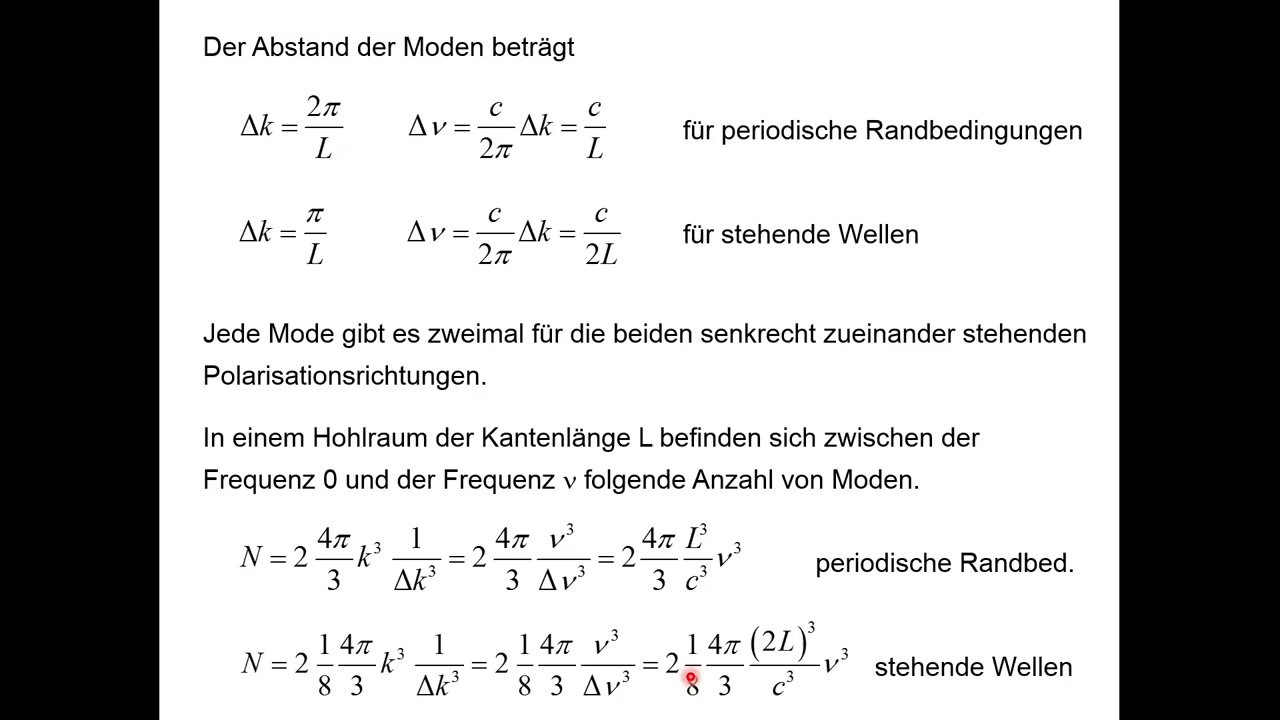 Der Abstand der Moden beträgt
Δk = 2π/L    Δν = c/2π Δk = c/L    für periodische Randbedingungen
Δk = π/L    Δν = c/2π Δk = c/2L    für stehende Wellen
Jede Mode gibt es zweimal für die beiden senkrecht zueinander stehenden
Polarisationsrichtungen.
In einem Hohlraum der Kantenlänge L befinden sich zwischen der
Frequenz 0 und der Frequenz ν folgende Anzahl von Moden.
N = 2 4π/3 k³ 1/Δk³ = 2 4π/3 ν³/Δν³ = 2 4π/3 L³/c³ ν³    periodische Randbed.
N = 2 1/8 4π/3 k³ 1/Δk³ = 2 1/8 4π/3 ν³/Δν³ = 2 1/8 4π/3 (2L)³/c³ ν³    stehende Wellen